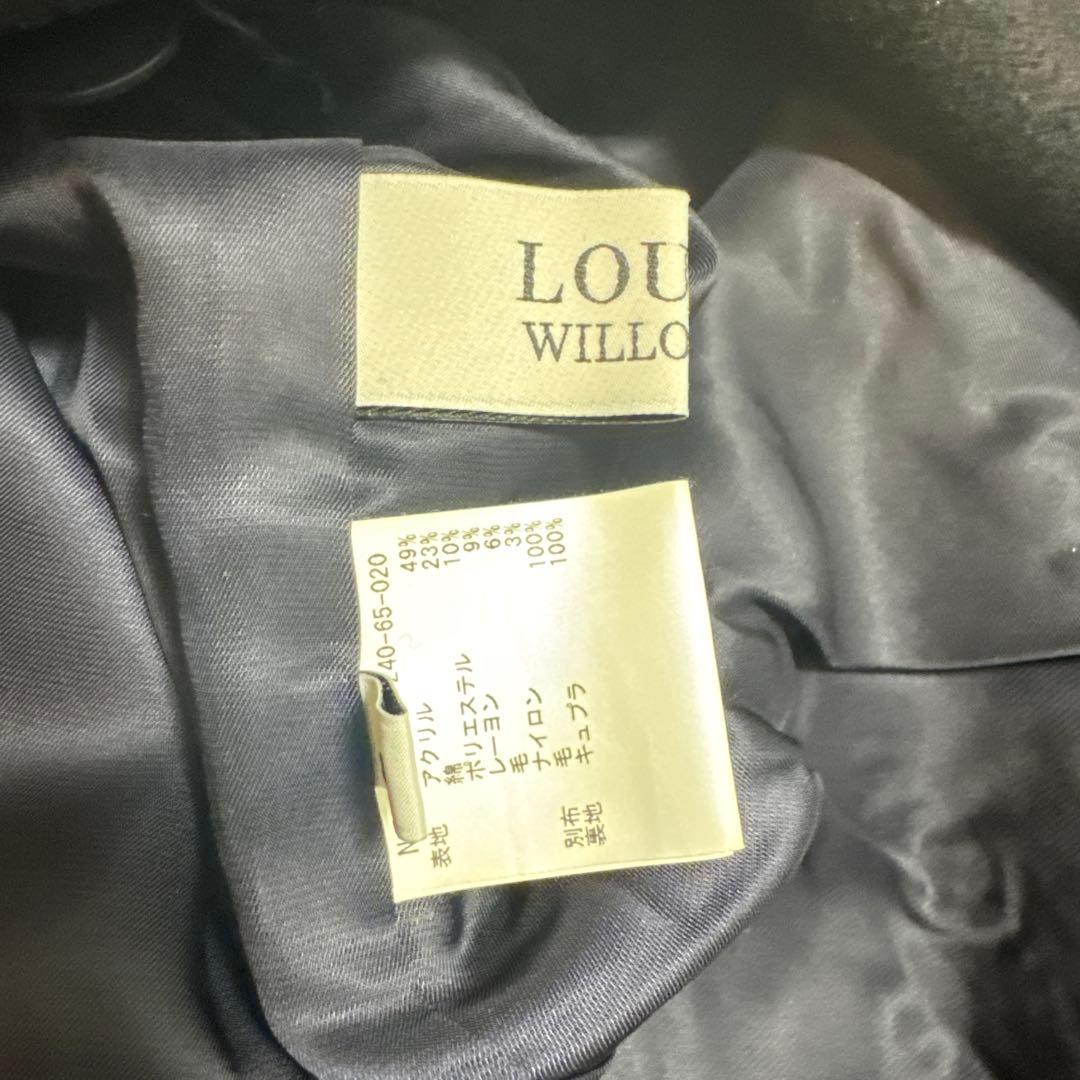 LOU
WILLO
N 240-65-020
表地 アクリル 49%
綿 23%
ポリエステル 10%
レーヨン 9%
毛 6%
ナイロン 3%
別布 毛 100%
裏地 キュプラ 100%